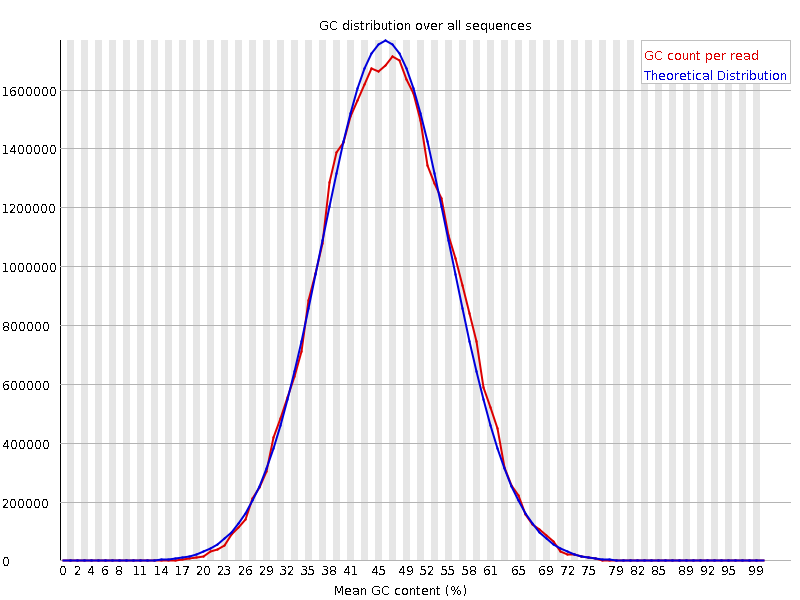 GC distribution over all sequences
GC count per read
Theoretical Distribution
1600000
1400000
1200000
1000000
800000
600000
400000
200000
0
0 2 4 6 8 11 14 17 20 23 26 29 32 35 38 41 45 49 52 55 58 61 65 69 72 75 79 82 85 89 92 95 99
Mean GC content (%)